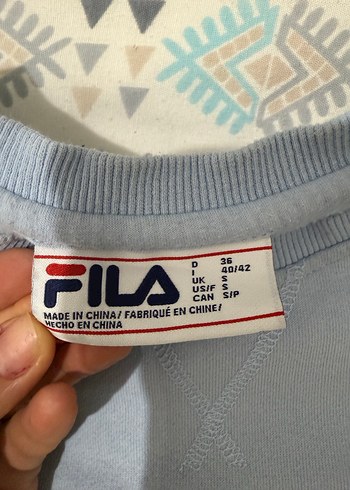 FILA
D 36
I 40/42
UK S
US/F S
CAN S/P
MADE IN CHINA/ FABRIQUÉ EN CHINE/
HECHO EN CHINA